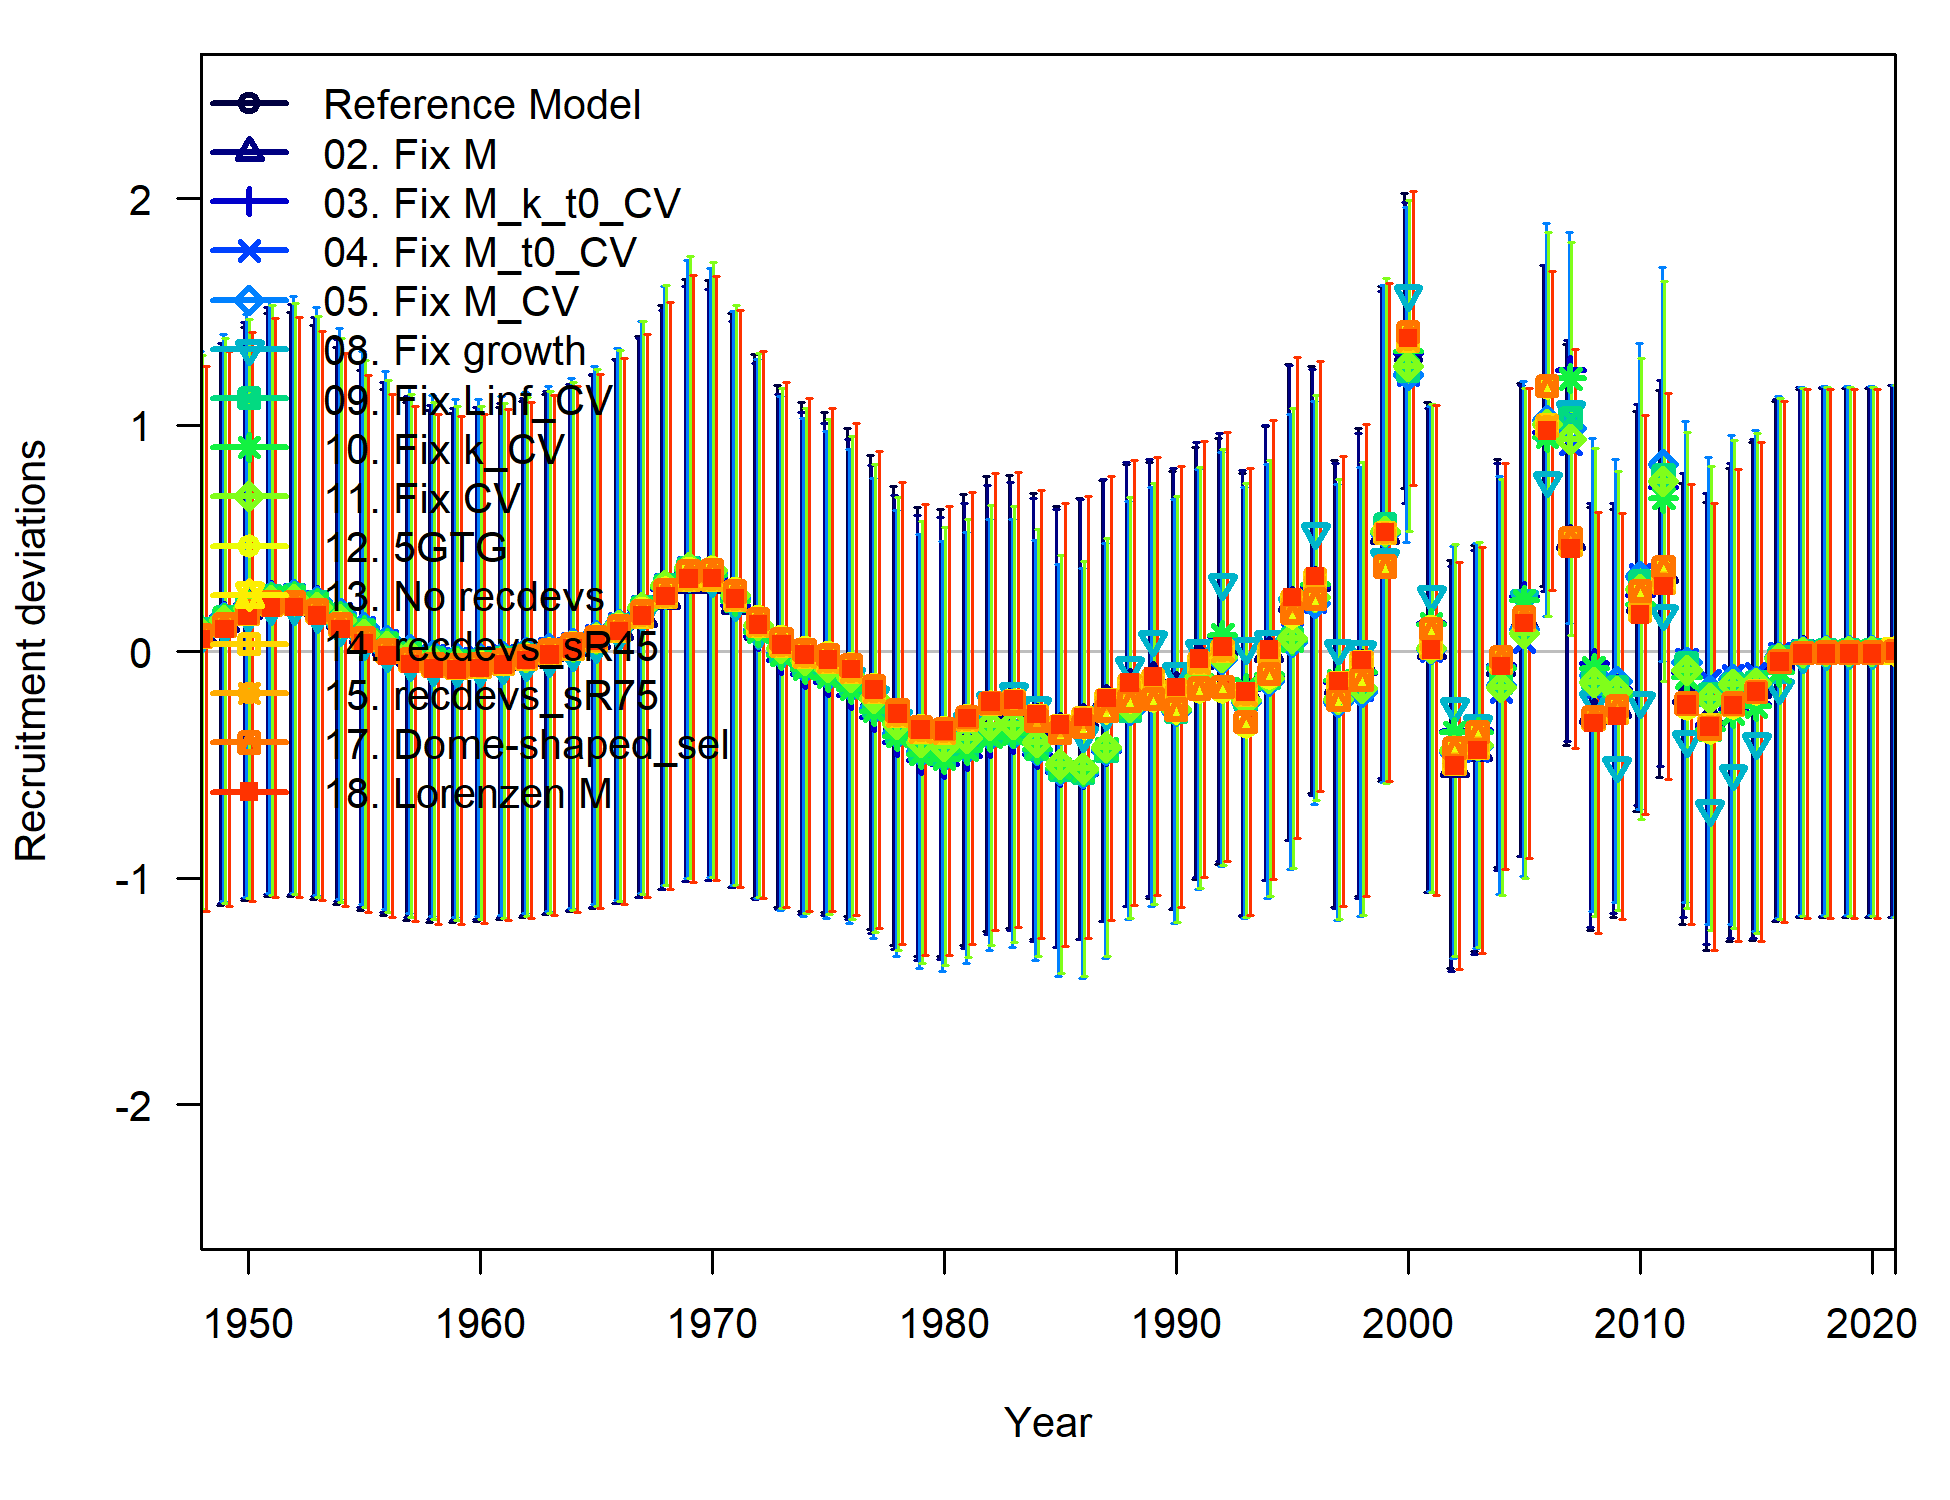 Reference Model
02. Fix M
03. Fix M_k_t0_CV
04. Fix M_t0_CV
05. Fix M_CV
08. Fix growth
09. Fix Linf_CV
10. Fix k_CV
11. Fix CV
12. 5GTG
13. No recdevs
14. recdevs_sR45
15. recdevs_sR75
17. Dome-shaped_sel
18. Lorenzen M
Recruitment deviations
2
1
0
-1
-2
1950 1960 1970 1980 1990 2000 2010 2020
Year